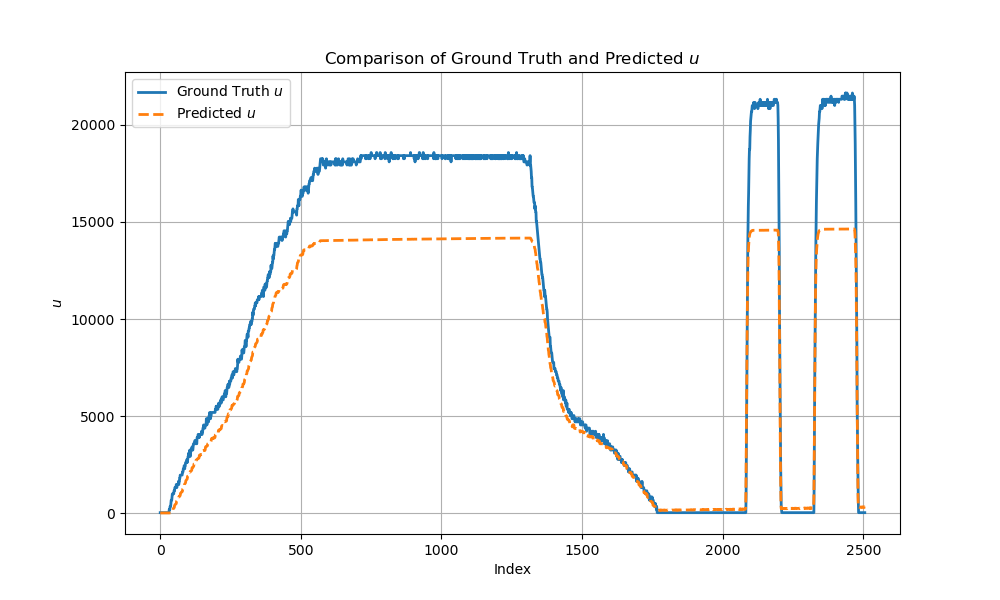 Comparison of Ground Truth and Predicted u
Ground Truth u
Predicted u
20000
15000
10000
5000
0
u
0 500 1000 1500 2000 2500
Index